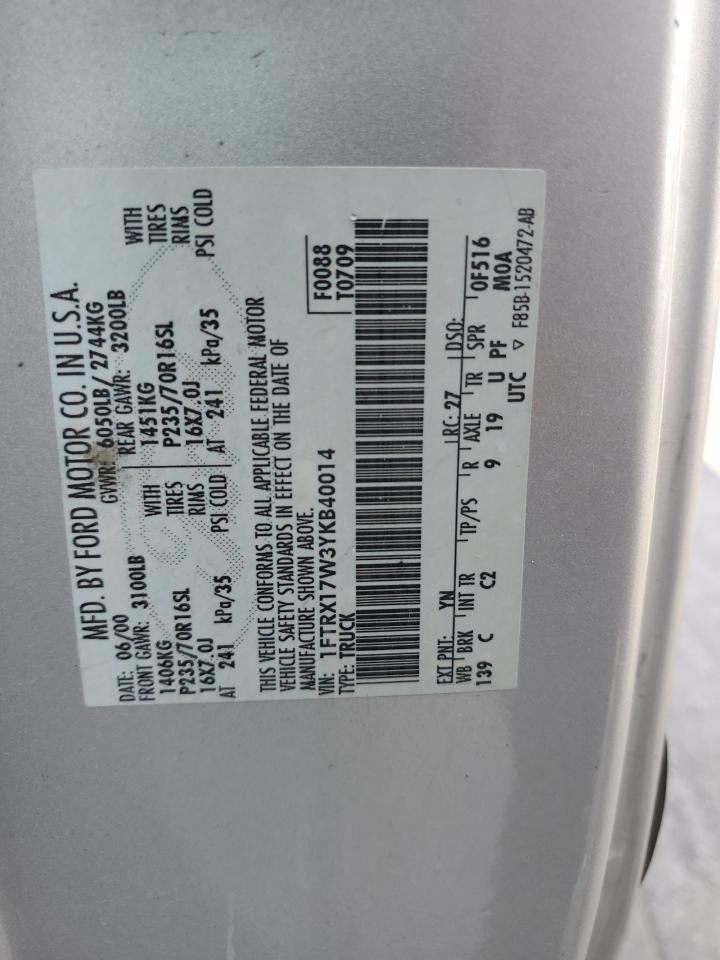 MFD. BY FORD MOTOR CO. IN U.S.A.
DATE: 06/00 GVWR: 6050LB/ 2744KG
FRONT GAWR: 3100LB REAR GAWR: 3200LB
1406KG WITH 1451KG WITH
P235/70R16SL TIRES P235/70R16SL TIRES
16X7.0J RIMS 16X7.0J RIMS
AT 241 kPa/35 PSI COLD AT 241 kPa/35 PSI COLD
THIS VEHICLE CONFORMS TO ALL APPLICABLE FEDERAL MOTOR
VEHICLE SAFETY STANDARDS IN EFFECT ON THE DATE OF
MANUFACTURE SHOWN ABOVE.
F0088
VIN: 1FTRX17W3YKB40014
TYPE: TRUCK T0709
EXT PNT: YN RC: 27 DSO:
WB BRK INT TR TP/PS R AXLE TR SPR 0F516
139 C C2 9 19 U PF M0A
UTC ▽ F85B-1520472-AB